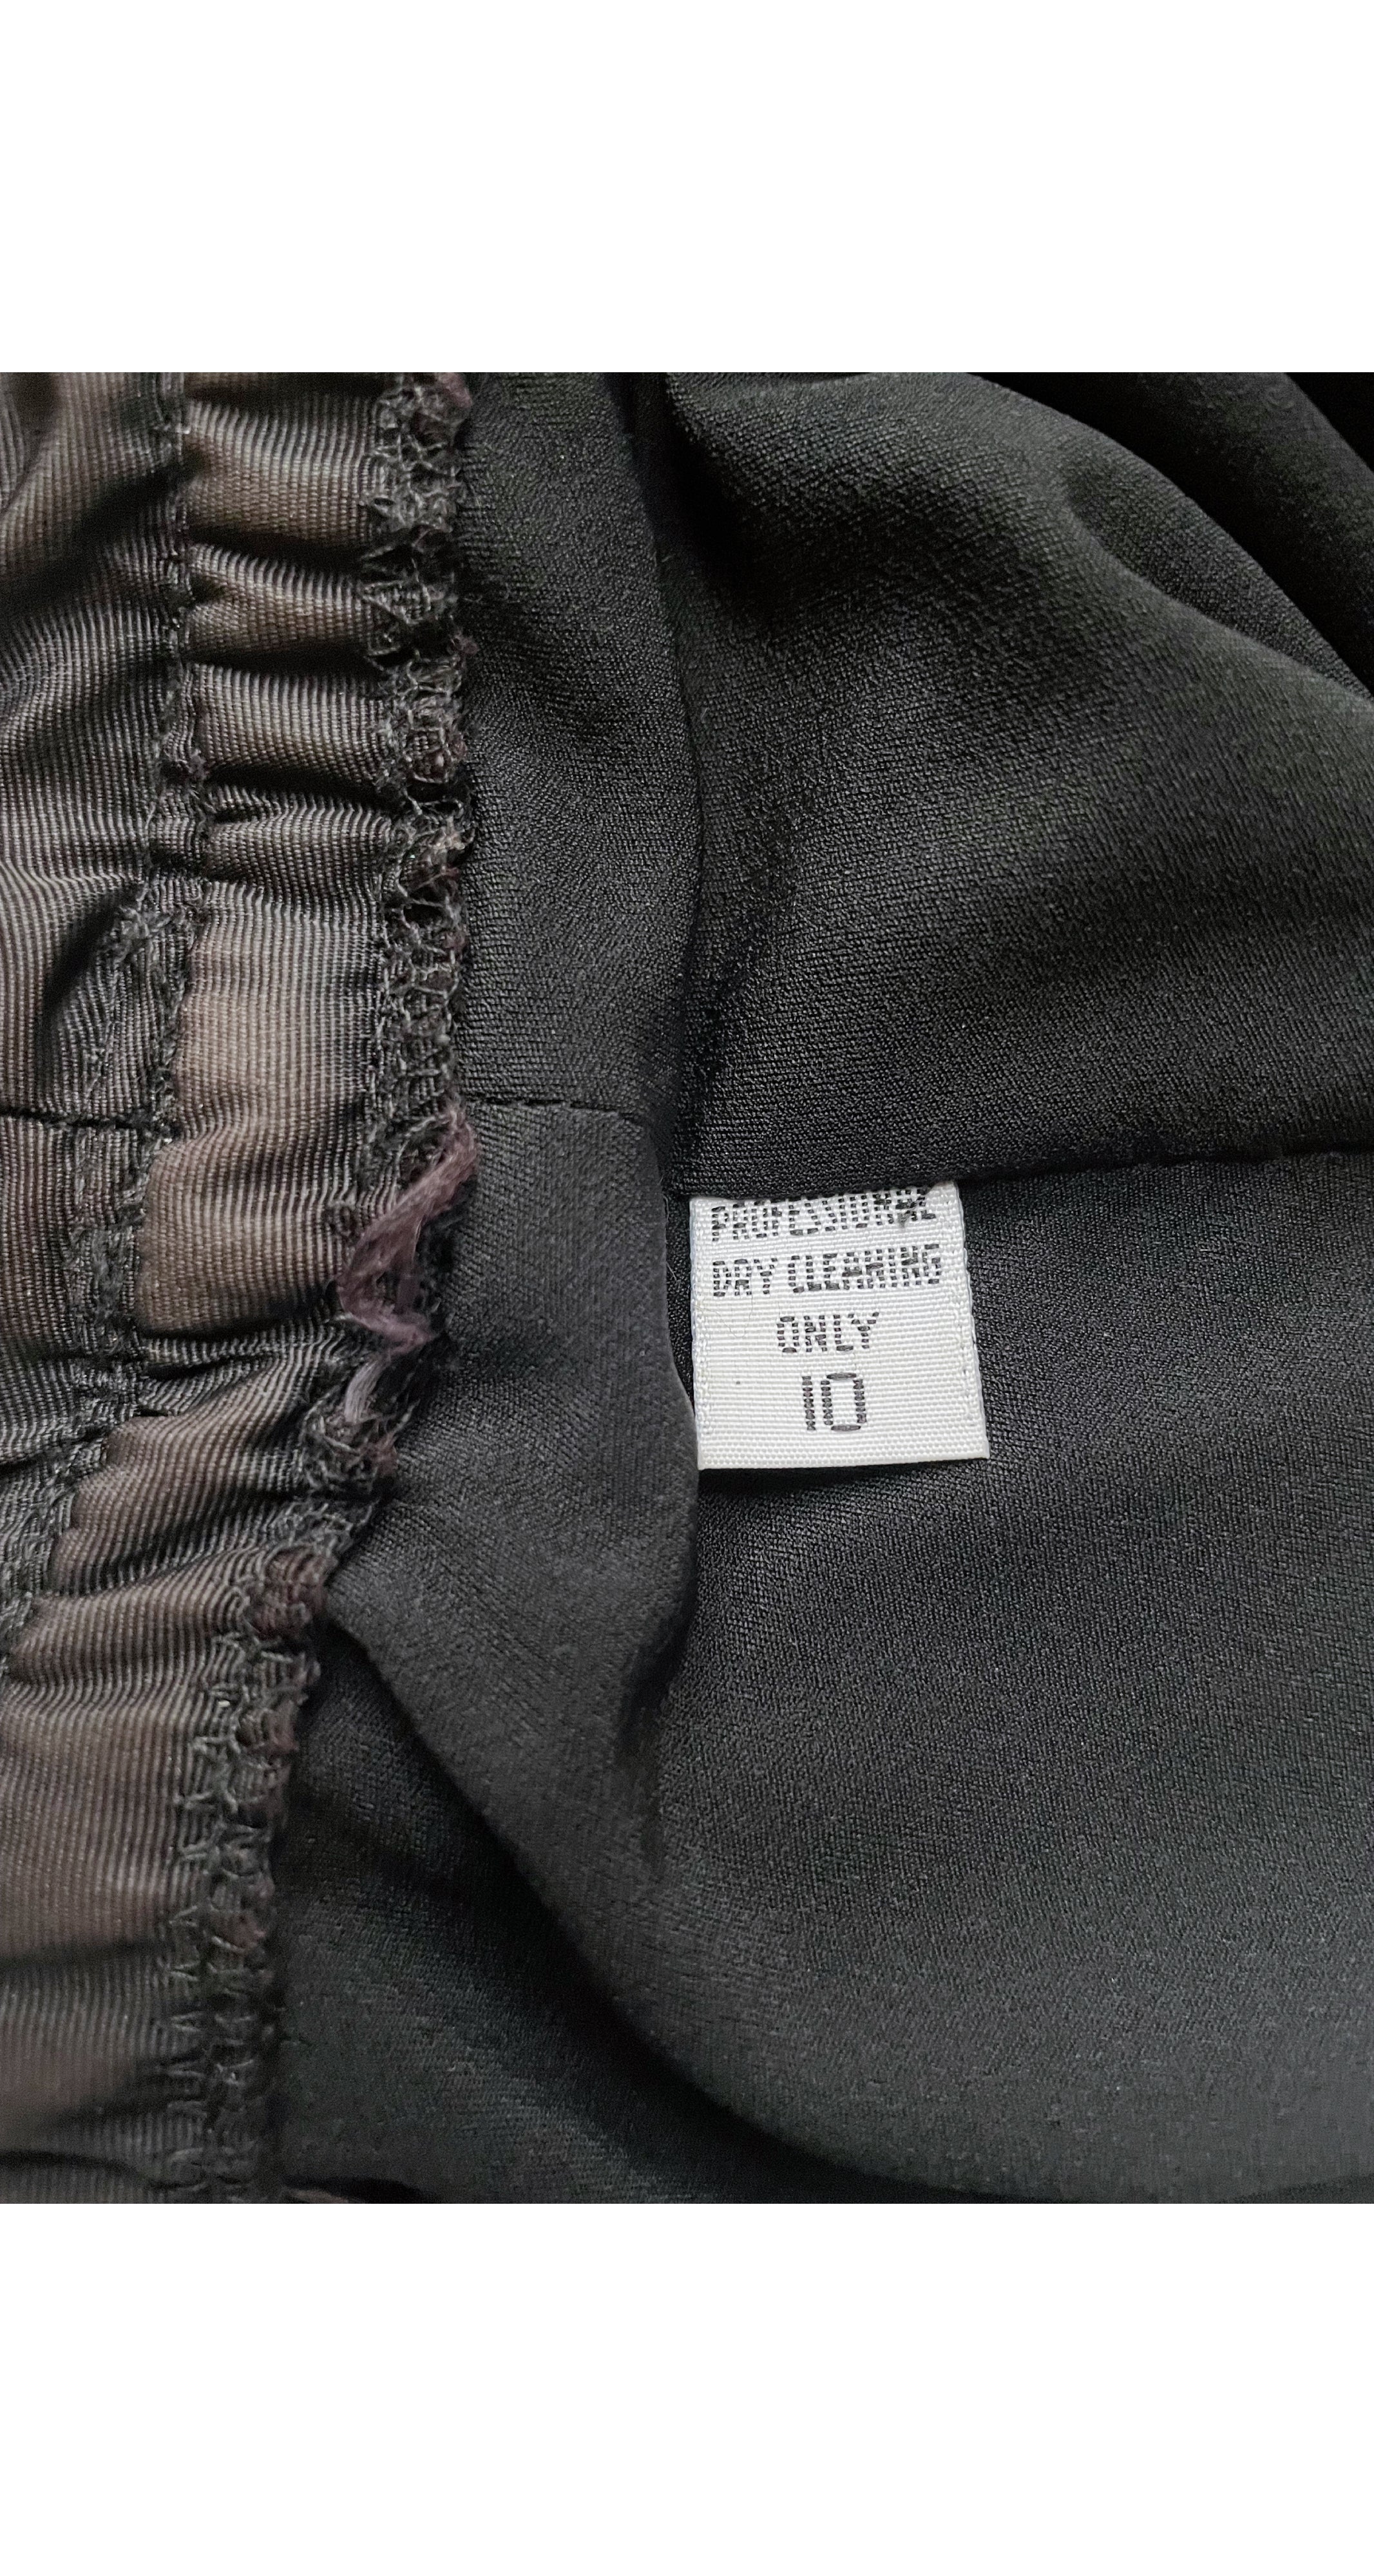 PROFESSIONAL
DRY CLEANING
ONLY
10